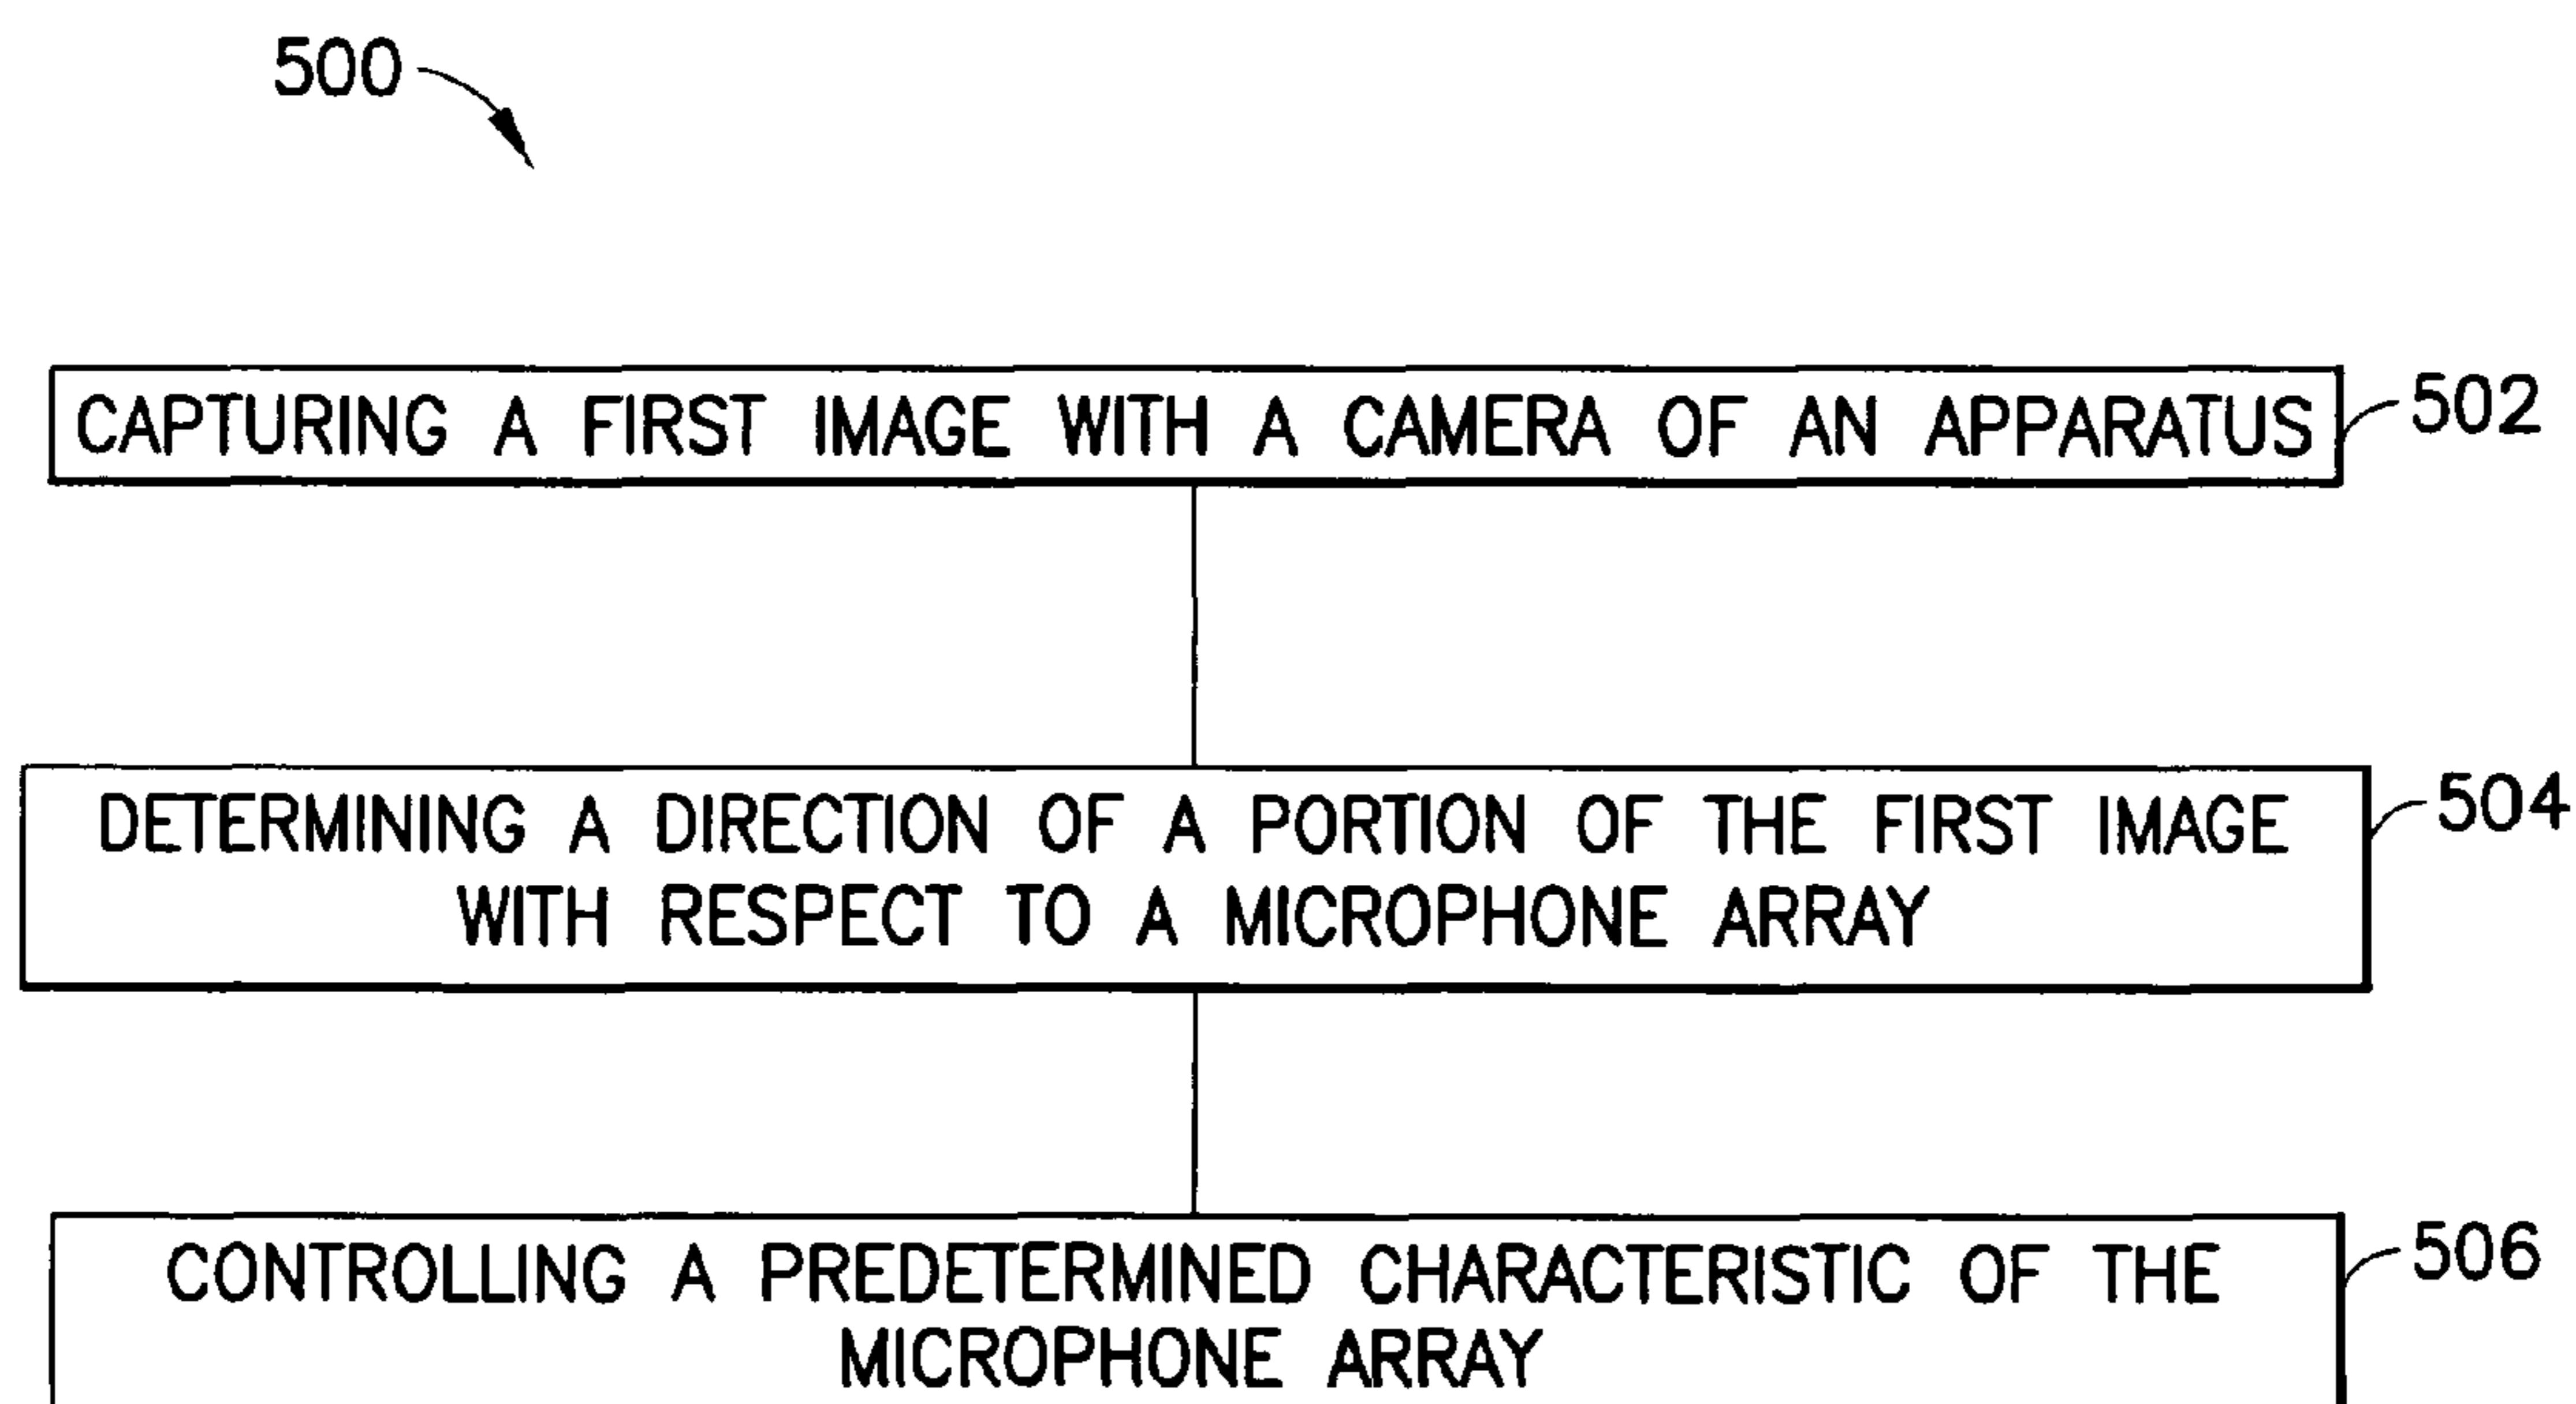 500
CAPTURING A FIRST IMAGE WITH A CAMERA OF AN APPARATUS
502
DETERMINING A DIRECTION OF A PORTION OF THE FIRST IMAGE
WITH RESPECT TO A MICROPHONE ARRAY
504
CONTROLLING A PREDETERMINED CHARACTERISTIC OF THE
MICROPHONE ARRAY
506